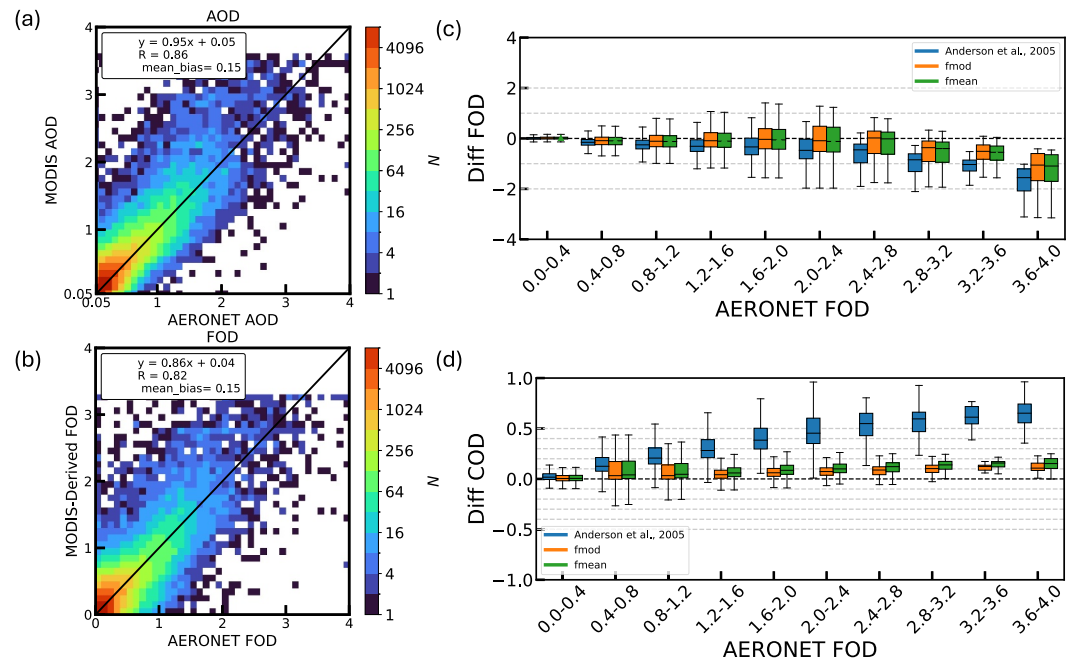 (a)
AOD
y = 0.95x + 0.05
R = 0.86
mean_bias= 0.15
MODIS AOD
4
3
2
1
0.05
0.05
1
2
3
4
AERONET AOD
4096
1024
256
64
16
4
1
N
(b)
FOD
y = 0.86x + 0.04
R = 0.82
mean_bias= 0.15
MODIS-Derived FOD
4
3
2
1
0
0
1
2
3
4
AERONET FOD
4096
1024
256
64
16
4
1
N
(c)
Diff FOD
4
2
0
−2
−4
Anderson et al., 2005
fmod
fmean
0.0-0.4
0.4-0.8
0.8-1.2
1.2-1.6
1.6-2.0
2.0-2.4
2.4-2.8
2.8-3.2
3.2-3.6
3.6-4.0
AERONET FOD
(d)
Diff COD
1.0
0.5
0.0
−0.5
−1.0
Anderson et al., 2005
fmod
fmean
0.0-0.4
0.4-0.8
0.8-1.2
1.2-1.6
1.6-2.0
2.0-2.4
2.4-2.8
2.8-3.2
3.2-3.6
3.6-4.0
AERONET FOD